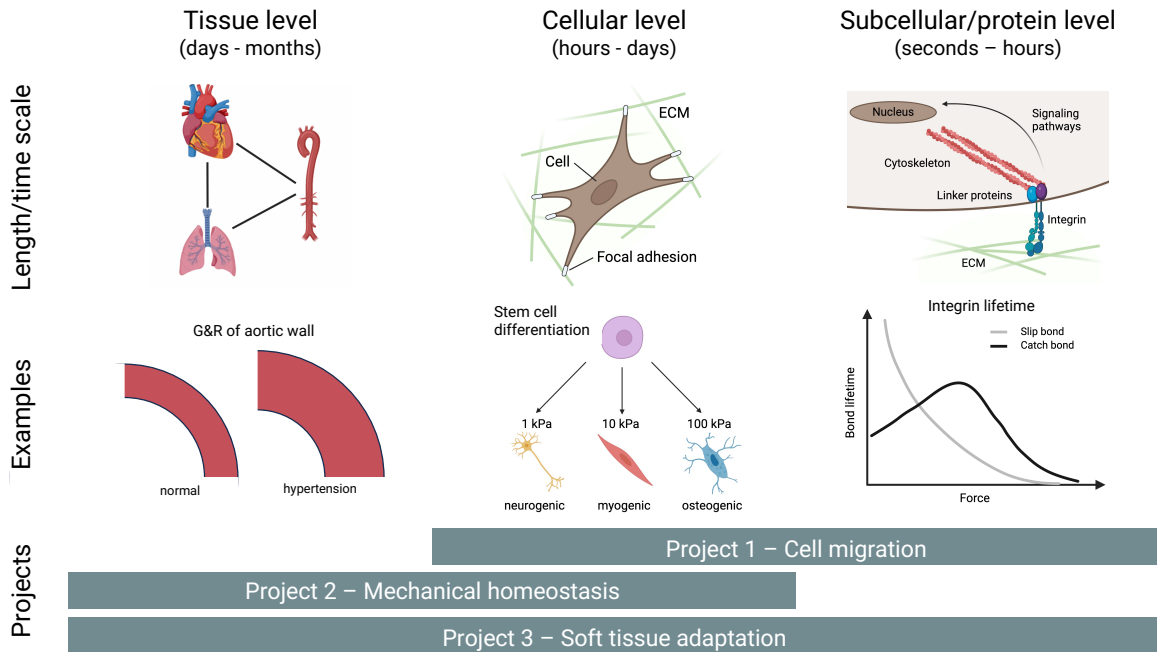 Tissue level
(days - months)
Cellular level
(hours - days)
Subcellular/protein level
(seconds – hours)
Length/time scale
ECM
Cell
Focal adhesion
Nucleus
Signaling
pathways
Cytoskeleton
Linker proteins
Integrin
ECM
Examples
G&R of aortic wall
normal
hypertension
Stem cell
differentiation
1 kPa
10 kPa
100 kPa
neurogenic
myogenic
osteogenic
Integrin lifetime
Slip bond
Catch bond
Bond lifetime
Force
Projects
Project 1 – Cell migration
Project 2 – Mechanical homeostasis
Project 3 – Soft tissue adaptation